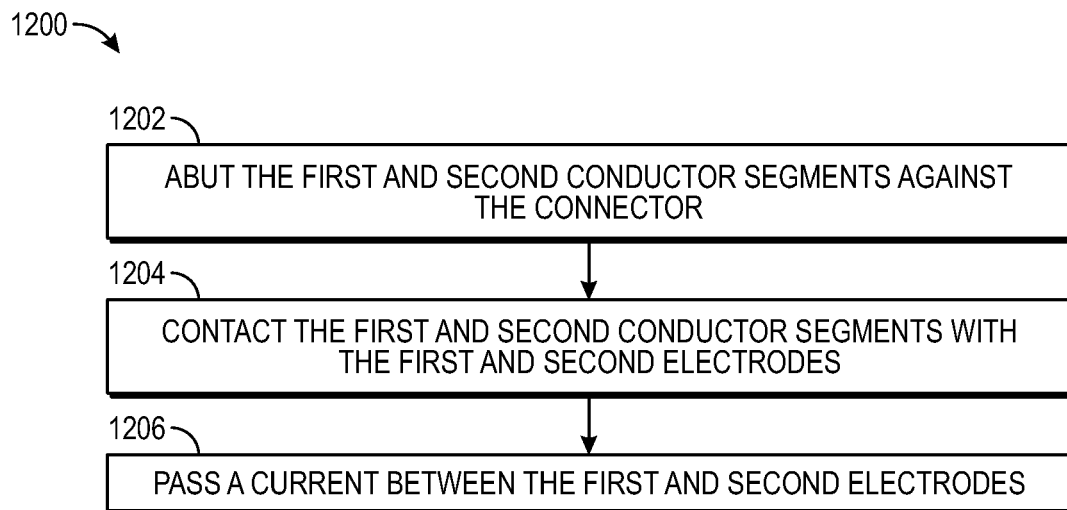 1200
1202
ABUT THE FIRST AND SECOND CONDUCTOR SEGMENTS AGAINST
THE CONNECTOR
1204
CONTACT THE FIRST AND SECOND CONDUCTOR SEGMENTS WITH
THE FIRST AND SECOND ELECTRODES
1206
PASS A CURRENT BETWEEN THE FIRST AND SECOND ELECTRODES